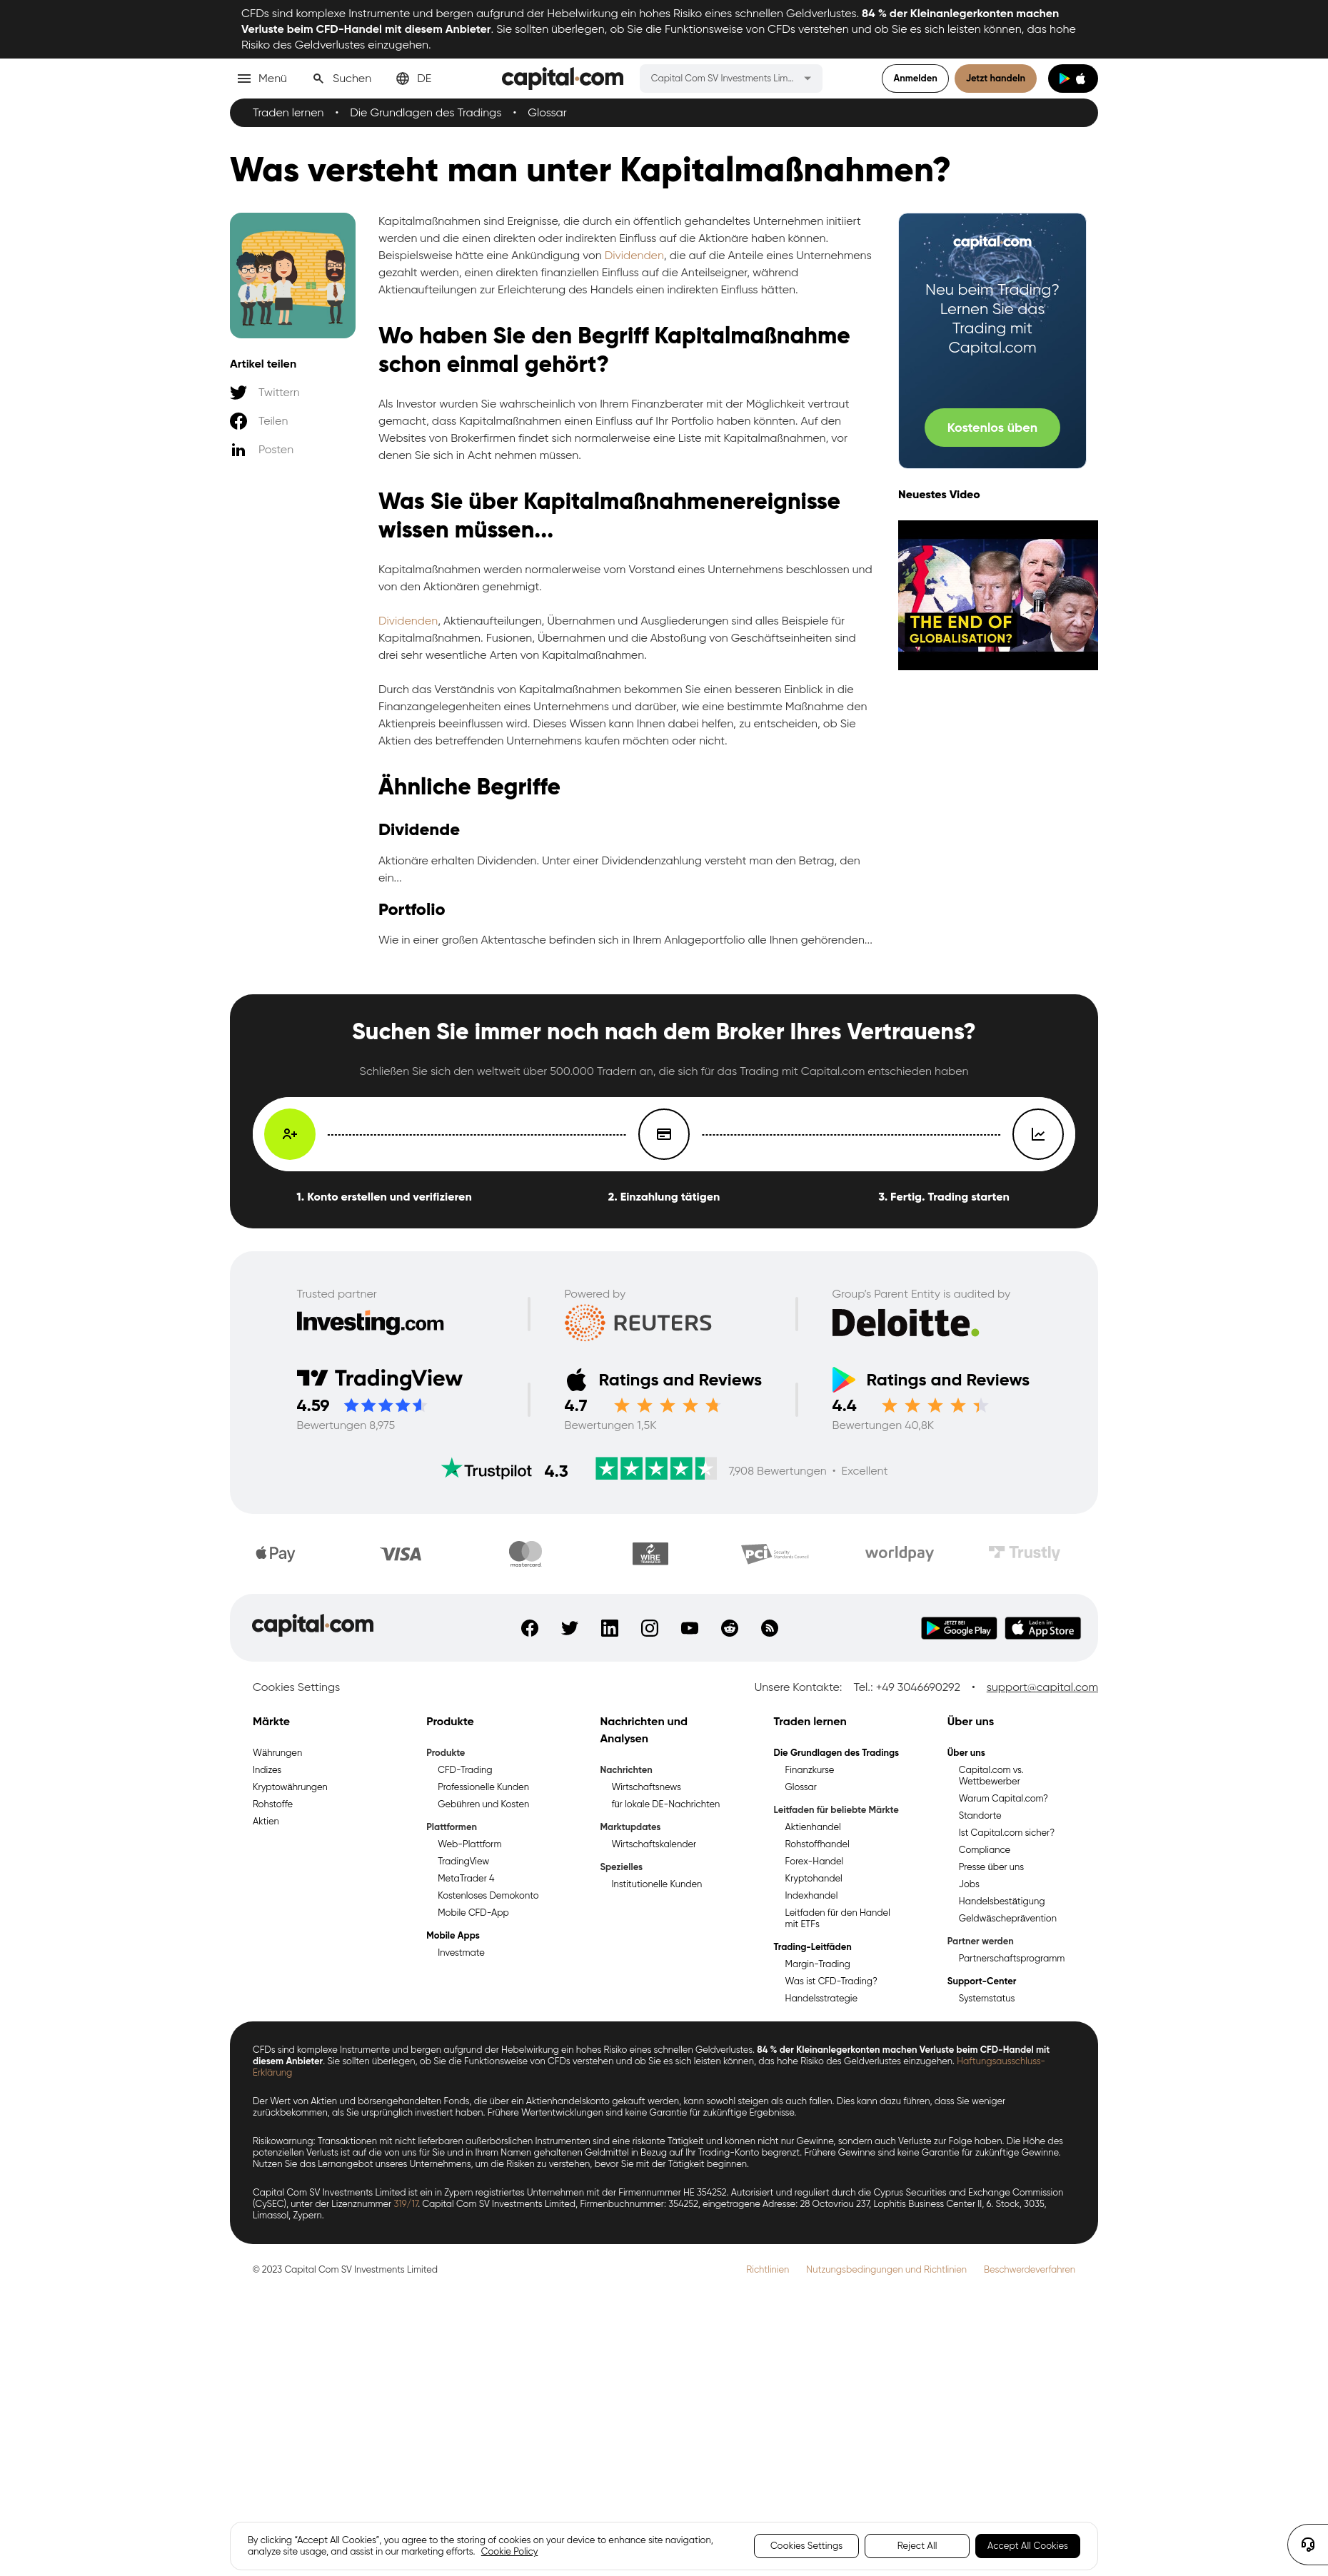 CFDs sind komplexe Instrumente und bergen aufgrund der Hebelwirkung ein hohes Risiko eines schnellen Geldverlustes. 84 % der Kleinanlegerkonten machen
Verluste beim CFD-Handel mit diesem Anbieter. Sie sollten überlegen, ob Sie die Funktionsweise von CFDs verstehen und ob Sie es sich leisten können, das hohe
Risiko des Geldverlustes einzugehen.
Menü
Suchen
DE
capital.com
Capital Com SV Investments Lim...
Anmelden
Jetzt handeln
Traden lernen • Die Grundlagen des Tradings • Glossar
Was versteht man unter Kapitalmaßnahmen?
Artikel teilen
Twittern
Teilen
Posten
Kapitalmaßnahmen sind Ereignisse, die durch ein öffentlich gehandeltes Unternehmen initiiert
werden und die einen direkten oder indirekten Einfluss auf die Aktionäre haben können.
Beispielsweise hätte eine Ankündigung von Dividenden, die auf die Anteile eines Unternehmens
gezahlt werden, einen direkten finanziellen Einfluss auf die Anteilseigner, während
Aktienaufteilungen zur Erleichterung des Handels einen indirekten Einfluss hätten.
Wo haben Sie den Begriff Kapitalmaßnahme
schon einmal gehört?
Als Investor wurden Sie wahrscheinlich von Ihrem Finanzberater mit der Möglichkeit vertraut
gemacht, dass Kapitalmaßnahmen einen Einfluss auf Ihr Portfolio haben könnten. Auf den
Websites von Brokerfirmen findet sich normalerweise eine Liste mit Kapitalmaßnahmen, vor
denen Sie sich in Acht nehmen müssen.
Was Sie über Kapitalmaßnahmenereignisse
wissen müssen...
Kapitalmaßnahmen werden normalerweise vom Vorstand eines Unternehmens beschlossen und
von den Aktionären genehmigt.
Dividenden, Aktienaufteilungen, Übernahmen und Ausgliederungen sind alles Beispiele für
Kapitalmaßnahmen. Fusionen, Übernahmen und die Abstoßung von Geschäftseinheiten sind
drei sehr wesentliche Arten von Kapitalmaßnahmen.
Durch das Verständnis von Kapitalmaßnahmen bekommen Sie einen besseren Einblick in die
Finanzangelegenheiten eines Unternehmens und darüber, wie eine bestimmte Maßnahme den
Aktienpreis beeinflussen wird. Dieses Wissen kann Ihnen dabei helfen, zu entscheiden, ob Sie
Aktien des betreffenden Unternehmens kaufen möchten oder nicht.
Ähnliche Begriffe
Dividende
Aktionäre erhalten Dividenden. Unter einer Dividendenzahlung versteht man den Betrag, den
ein...
Portfolio
Wie in einer großen Aktentasche befinden sich in Ihrem Anlageportfolio alle Ihnen gehörenden...
capital.com
Neu beim Trading?
Lernen Sie das
Trading mit
Capital.com
Kostenlos üben
Neuestes Video
THE END OF
GLOBALISATION?
Suchen Sie immer noch nach dem Broker Ihres Vertrauens?
Schließen Sie sich den weltweit über 500.000 Tradern an, die sich für das Trading mit Capital.com entschieden haben
1. Konto erstellen und verifizieren
2. Einzahlung tätigen
3. Fertig. Trading starten
Trusted partner
Investing.com
Powered by
REUTERS
Group's Parent Entity is audited by
Deloitte.
TradingView
4.59
Bewertungen 8,975
Ratings and Reviews
4.7
Bewertungen 1,5K
Ratings and Reviews
4.4
Bewertungen 40,8K
Trustpilot 4.3
7,908 Bewertungen • Excellent
Pay
VISA
mastercard
WIRE
PCI Security Standards Council
worldpay
Trustly
capital.com
JETZT BEI
Google Play
Laden im
App Store
Cookies Settings
Unsere Kontakte: Tel.: +49 3046690292 • support@capital.com
Märkte
Währungen
Indizes
Kryptowährungen
Rohstoffe
Aktien
Produkte
Produkte
CFD-Trading
Professionelle Kunden
Gebühren und Kosten
Plattformen
Web-Plattform
TradingView
MetaTrader 4
Kostenloses Demokonto
Mobile CFD-App
Mobile Apps
Investmate
Nachrichten und
Analysen
Nachrichten
Wirtschaftsnews
für lokale DE-Nachrichten
Marktupdates
Wirtschaftskalender
Spezielles
Institutionelle Kunden
Traden lernen
Die Grundlagen des Tradings
Finanzkurse
Glossar
Leitfaden für beliebte Märkte
Aktienhandel
Rohstoffhandel
Forex-Handel
Kryptohandel
Indexhandel
Leitfaden für den Handel
mit ETFs
Trading-Leitfäden
Margin-Trading
Was ist CFD-Trading?
Handelsstrategie
Über uns
Über uns
Capital.com vs.
Wettbewerber
Warum Capital.com?
Standorte
Ist Capital.com sicher?
Compliance
Presse über uns
Jobs
Handelsbestätigung
Geldwäscheprävention
Partner werden
Partnerschaftsprogramm
Support-Center
Systemstatus
CFDs sind komplexe Instrumente und bergen aufgrund der Hebelwirkung ein hohes Risiko eines schnellen Geldverlustes. 84 % der Kleinanlegerkonten machen Verluste beim CFD-Handel mit
diesem Anbieter. Sie sollten überlegen, ob Sie die Funktionsweise von CFDs verstehen und ob Sie es sich leisten können, das hohe Risiko des Geldverlustes einzugehen. Haftungsausschluss-
Erklärung
Der Wert von Aktien und börsengehandelten Fonds, die über ein Aktienhandelskonto gekauft werden, kann sowohl steigen als auch fallen. Dies kann dazu führen, dass Sie weniger
zurückbekommen, als Sie ursprünglich investiert haben. Frühere Wertentwicklungen sind keine Garantie für zukünftige Ergebnisse.
Risikowarnung: Transaktionen mit nicht lieferbaren außerbörslichen Instrumenten sind eine riskante Tätigkeit und können nicht nur Gewinne, sondern auch Verluste zur Folge haben. Die Höhe des
potenziellen Verlusts ist auf die von uns für Sie und in Ihrem Namen gehaltenen Geldmittel in Bezug auf Ihr Trading-Konto begrenzt. Frühere Gewinne sind keine Garantie für zukünftige Gewinne.
Nutzen Sie das Lernangebot unseres Unternehmens, um die Risiken zu verstehen, bevor Sie mit der Tätigkeit beginnen.
Capital Com SV Investments Limited ist ein in Zypern registriertes Unternehmen mit der Firmennummer HE 354252. Autorisiert und reguliert durch die Cyprus Securities and Exchange Commission
(CySEC), unter der Lizenznummer 319/17. Capital Com SV Investments Limited, Firmenbuchnummer: 354252, eingetragene Adresse: 28 Octovriou 237, Lophitis Business Center II, 6. Stock, 3035,
Limassol, Zypern.
© 2023 Capital Com SV Investments Limited
Richtlinien
Nutzungsbedingungen und Richtlinien
Beschwerdeverfahren
By clicking “Accept All Cookies”, you agree to the storing of cookies on your device to enhance site navigation,
analyze site usage, and assist in our marketing efforts. Cookie Policy
Cookies Settings
Reject All
Accept All Cookies